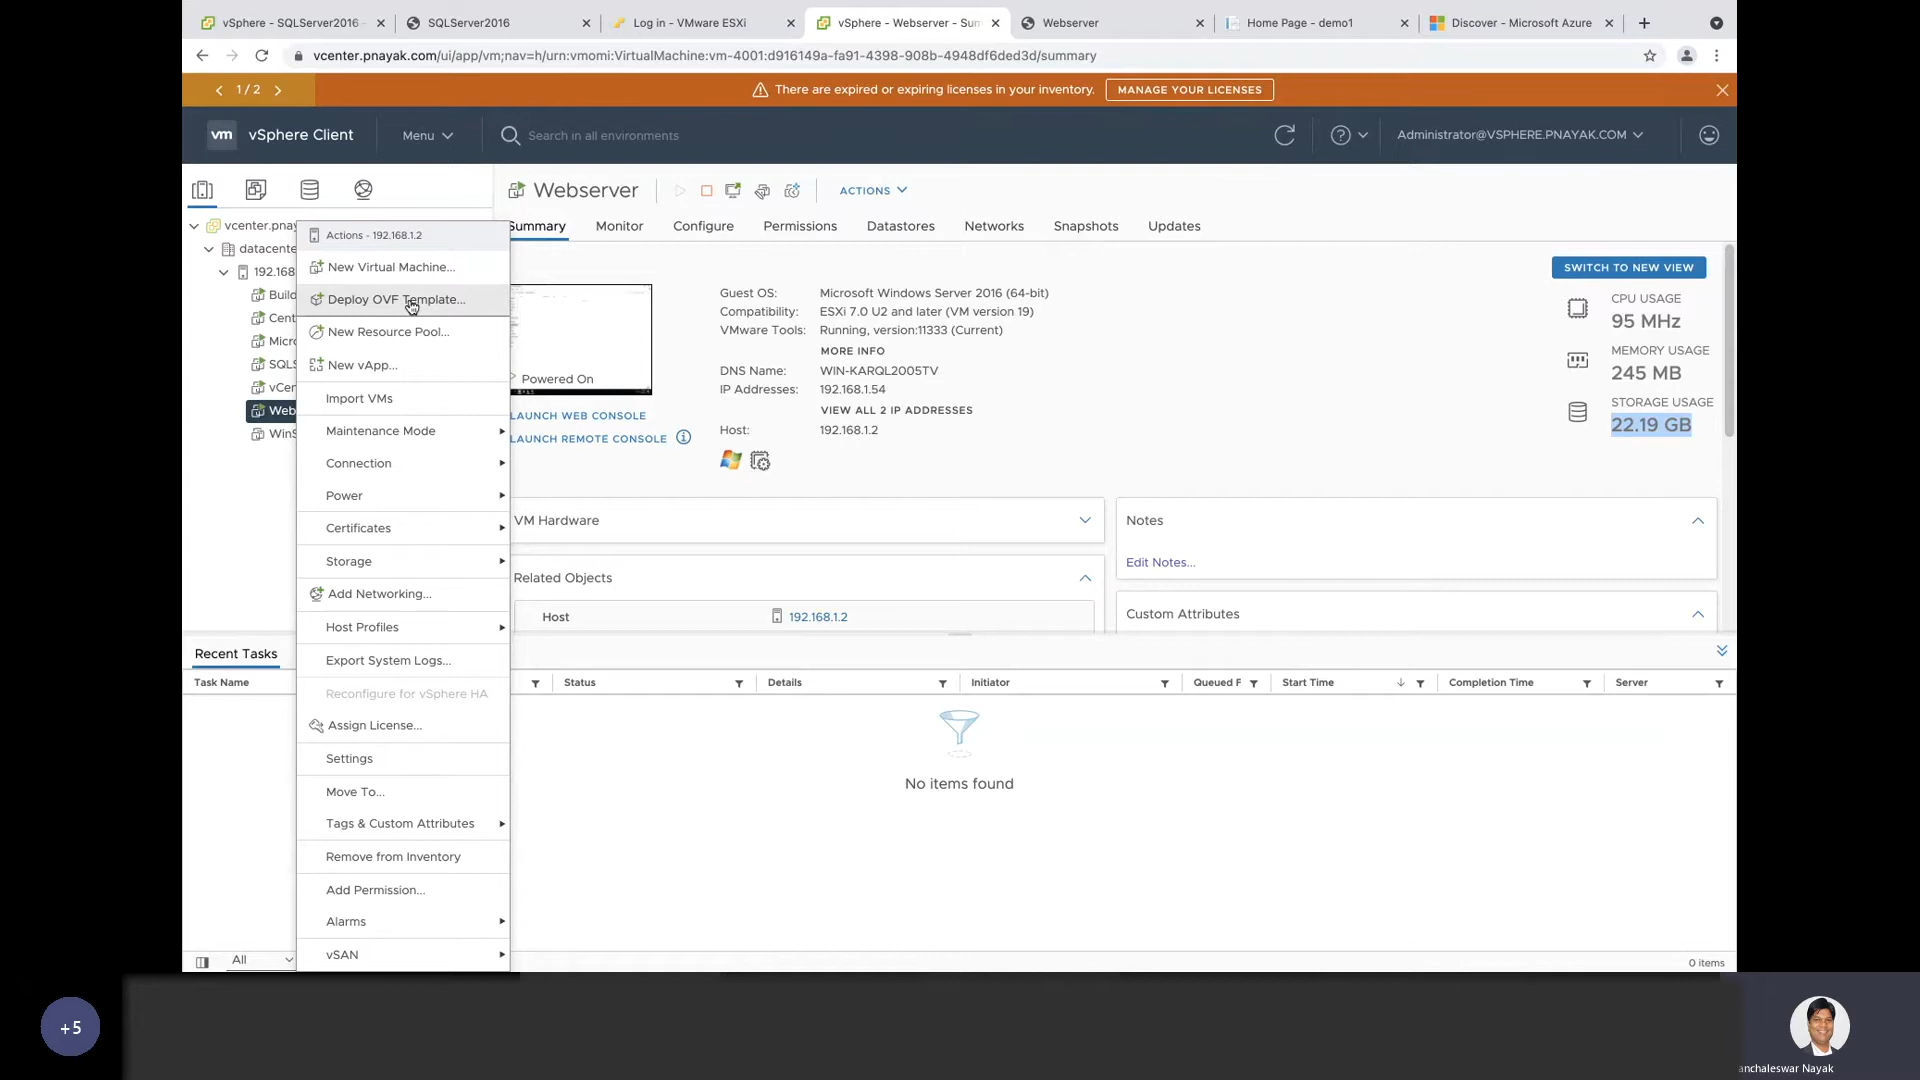 vSphere - SQLServer2016 -
SQLServer2016
Log in - VMware ESXi
vSphere - Webserver - Sum
Webserver
Home Page - demo1
Discover - Microsoft Azure
vcenter.pnayak.com/ui/app/vm;nav=h/urn:vmomi:VirtualMachine:vm-4001:d916149a-fa91-4398-908b-4948df6ded3d/summary
1 / 2
There are expired or expiring licenses in your inventory.
MANAGE YOUR LICENSES
vm
vSphere Client
Menu
Search in all environments
Administrator@VSPHERE.PNAYAK.COM
Webserver
ACTIONS
Summary
Monitor
Configure
Permissions
Datastores
Networks
Snapshots
Updates
vcenter.pnay
datacente
192.168
Build
Cent
Micro
SQLS
vCen
Web
WinS
Actions - 192.168.1.2
New Virtual Machine...
Deploy OVF Template...
New Resource Pool...
New vApp...
Import VMs
Maintenance Mode
Connection
Power
Certificates
Storage
Add Networking...
Host Profiles
Export System Logs...
Reconfigure for vSphere HA
Assign License...
Settings
Move To...
Tags & Custom Attributes
Remove from Inventory
Add Permission...
Alarms
vSAN
Powered On
LAUNCH WEB CONSOLE
LAUNCH REMOTE CONSOLE
Guest OS: Microsoft Windows Server 2016 (64-bit)
Compatibility: ESXi 7.0 U2 and later (VM version 19)
VMware Tools: Running, version:11333 (Current)
MORE INFO
DNS Name: WIN-KARQL2005TV
IP Addresses: 192.168.1.54
VIEW ALL 2 IP ADDRESSES
Host: 192.168.1.2
SWITCH TO NEW VIEW
CPU USAGE
95 MHz
MEMORY USAGE
245 MB
STORAGE USAGE
22.19 GB
VM Hardware
Related Objects
Host 192.168.1.2
Notes
Edit Notes...
Custom Attributes
Recent Tasks
Task Name
Status
Details
Initiator
Queued F
Start Time
Completion Time
Server
No items found
All
0 items
+5
anchaleswar Nayak